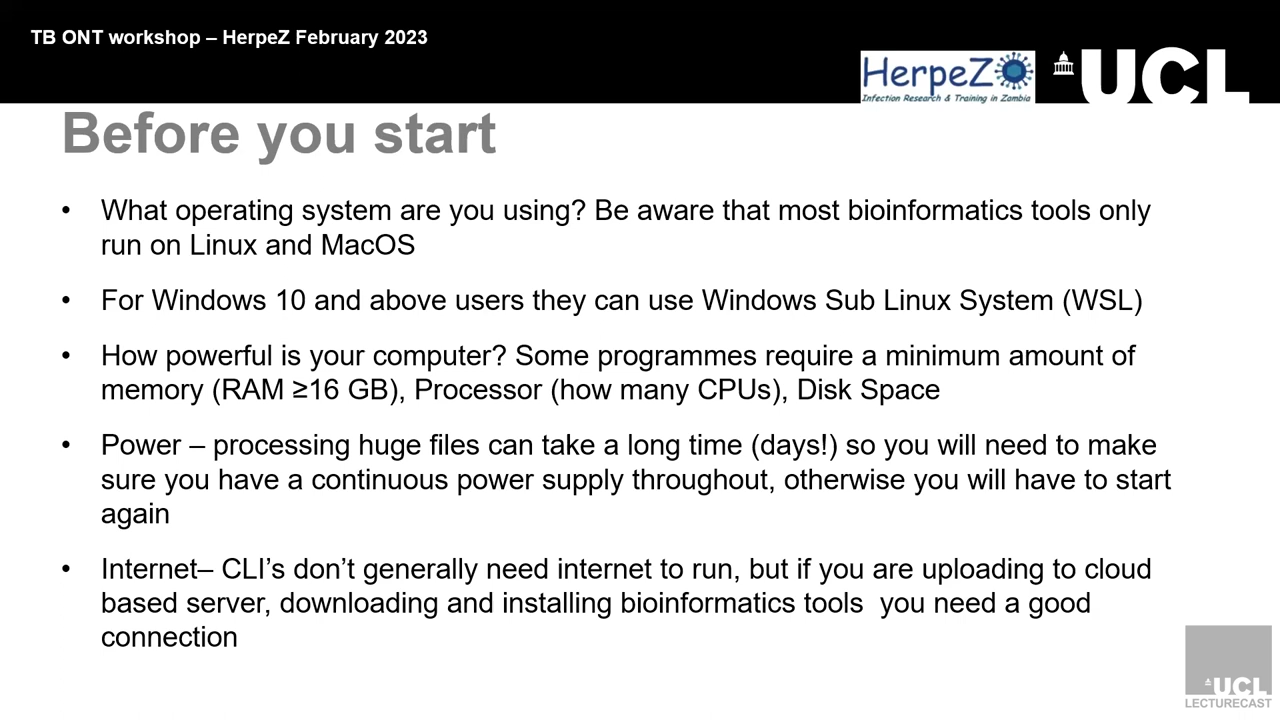 TB ONT workshop – HerpeZ February 2023
HerpeZ
Infection Research & Training in Zambia
UCL
Before you start
• What operating system are you using? Be aware that most bioinformatics tools only
run on Linux and MacOS
• For Windows 10 and above users they can use Windows Sub Linux System (WSL)
• How powerful is your computer? Some programmes require a minimum amount of
memory (RAM ≥16 GB), Processor (how many CPUs), Disk Space
• Power – processing huge files can take a long time (days!) so you will need to make
sure you have a continuous power supply throughout, otherwise you will have to start
again
• Internet– CLI’s don’t generally need internet to run, but if you are uploading to cloud
based server, downloading and installing bioinformatics tools  you need a good
connection
UCL
LECTURECAST